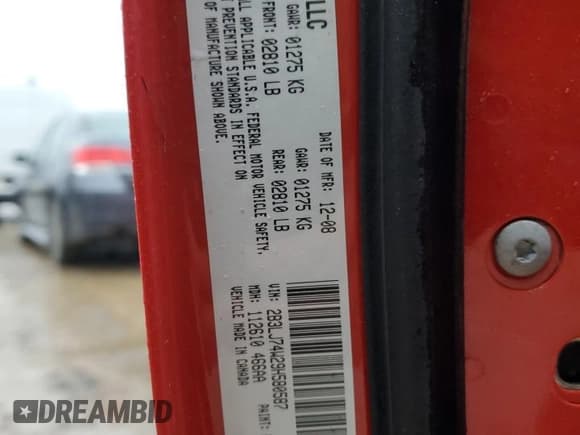 LLC
DATE OF MFR: 12-08
GAWR: 01275 KG
GAWR: 01275 KG
FRONT: 02810 LB
REAR: 02810 LB
ALL APPLICABLE U.S.A. FEDERAL MOTOR VEHICLE SAFETY,
PREVENTION STANDARDS IN EFFECT ON
OF MANUFACTURE SHOWN ABOVE.
VIN: 2B3LJ74W29H580587
MDH: 112610 466AA
PAINT:
VEHICLE MADE IN CANADA
DREAMBID